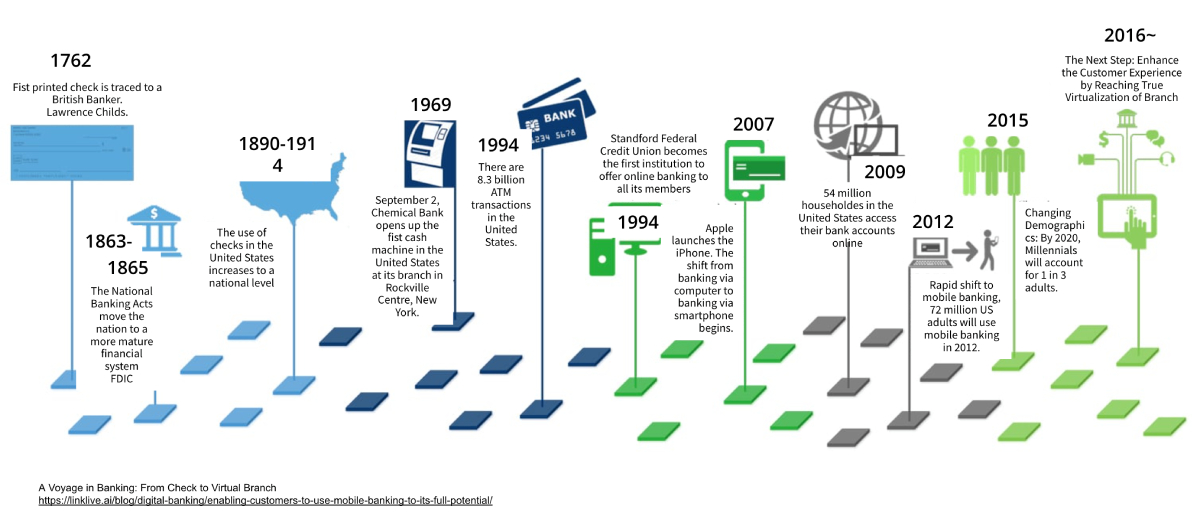 1762
Fist printed check is traced to a
British Banker.
Lawrence Childs.
1863-
1865
The National
Banking Acts
move the
nation to a
more mature
financial
system
FDIC
1890-191
4
The use of
checks in the
United States
increases to a
national level
1969
September 2,
Chemical Bank
opens up the
fist cash
machine in the
United States
at its branch in
Rockville
Centre, New
York.
1994
There are
8.3 billion
ATM
transactions
in the
United
States.
BANK
1234 5678
Standford Federal
Credit Union becomes
the first institution to
offer online banking to
all its members
1994
2007
Apple
launches the
iPhone. The
shift from
banking via
computer to
banking via
smartphone
begins.
2009
54 million
householdes in the
United States access
their bank accounts
online
2012
Rapid shift to
mobile banking,
72 million US
adults will use
mobile banking
in 2012.
2015
Changing
Demographi
cs: By 2020,
Millennials
will account
for 1 in 3
adults.
2016~
The Next Step: Enhance
the Customer Experience
by Reaching True
Virtualization of Branch
A Voyage in Banking: From Check to Virtual Branch
https://linklive.ai/blog/digital-banking/enabling-customers-to-use-mobile-banking-to-its-full-potential/